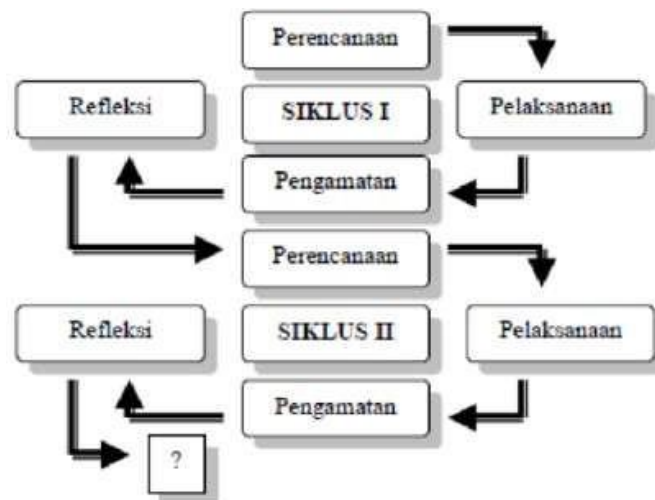 Perencanaan
Refleksi
SIKLUS I
Pelaksanaan
Pengamatan
Perencanaan
Refleksi
SIKLUS II
Pelaksanaan
Pengamatan
?